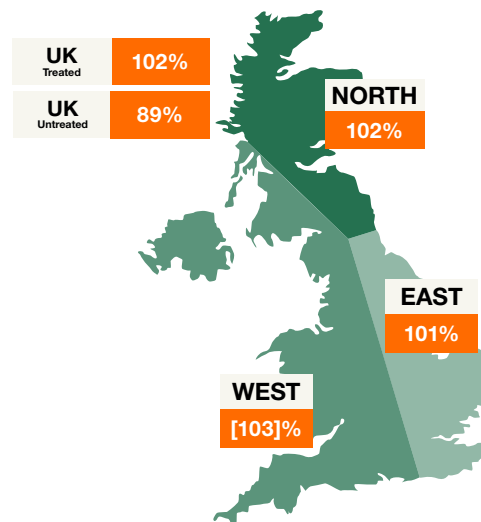 UK
Treated
102%
UK
Untreated
89%
NORTH
102%
EAST
101%
WEST
[103]%